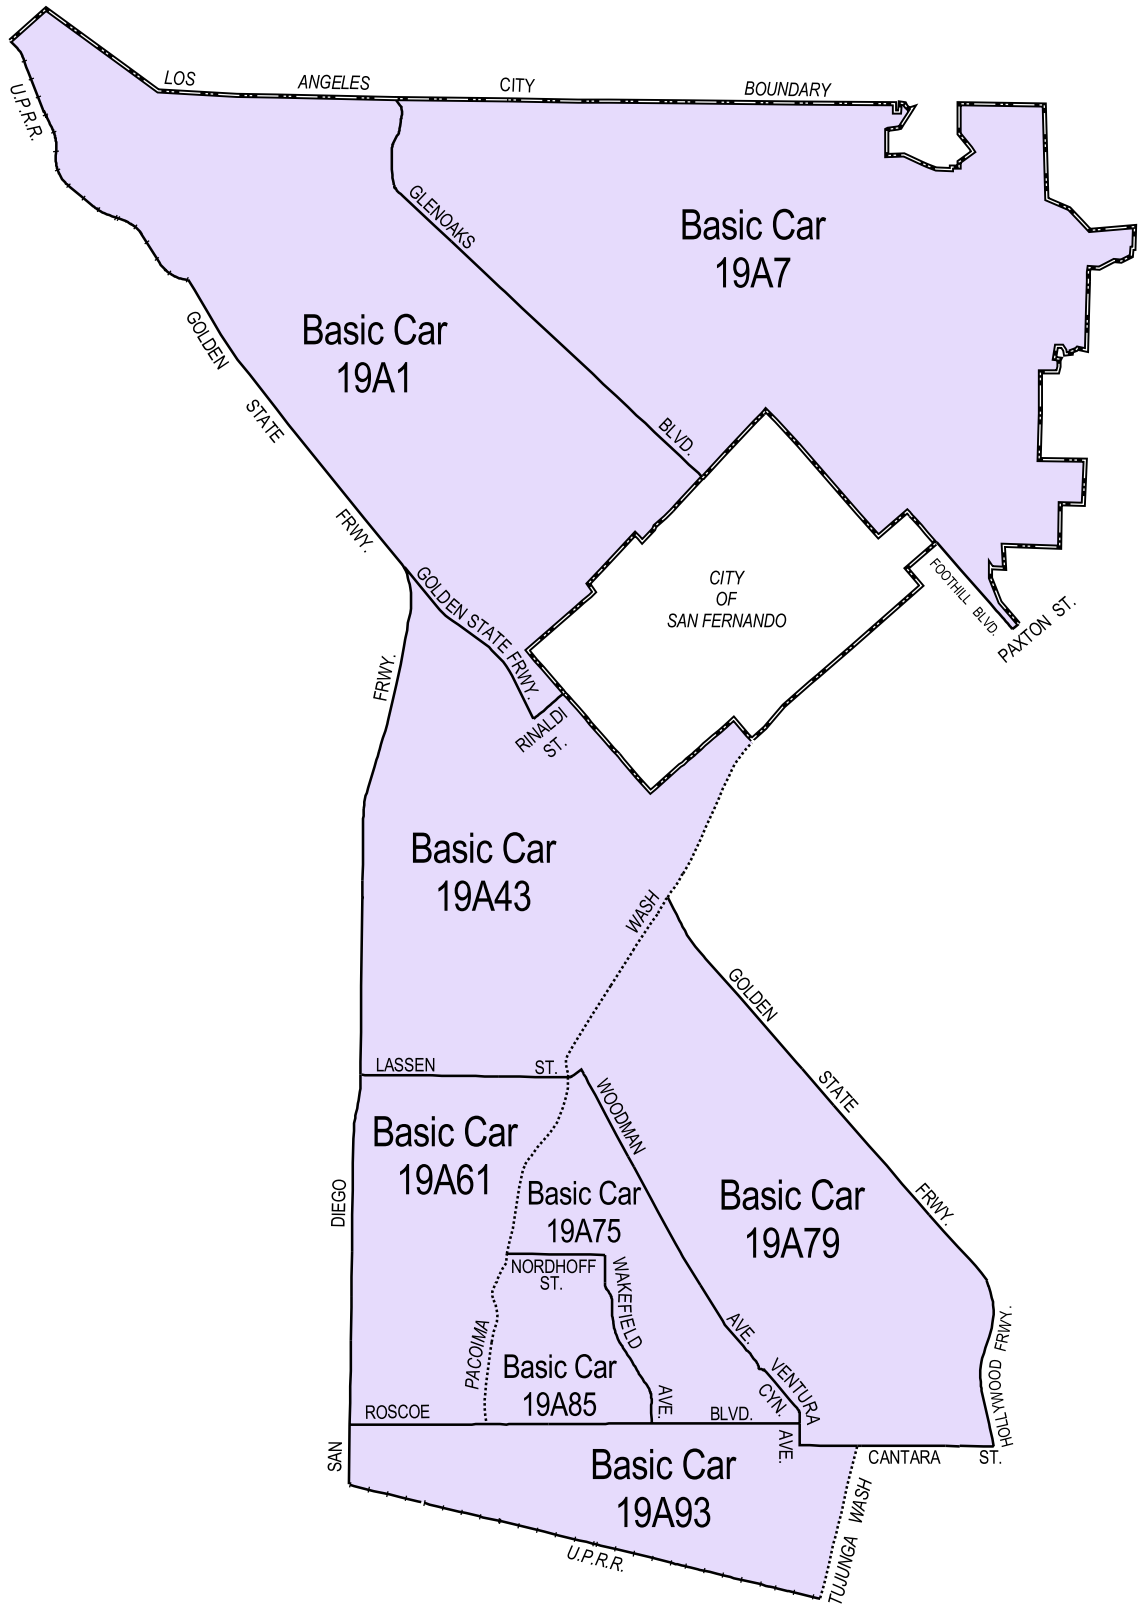 LOS ANGELES CITY BOUNDARY
U.P.R.R.
GLENOAKS
BLVD.
Basic Car
19A7
Basic Car
19A1
GOLDEN
STATE
FRWY.
GOLDEN STATE FRWY.
CITY
OF
SAN FERNANDO
FOOTHILL BLVD.
PAXTON ST.
RINALDI
ST.
FRWY.
Basic Car
19A43
WASH
GOLDEN
STATE
FRWY.
LASSEN ST.
WOODMAN
Basic Car
19A61
DIEGO
Basic Car
19A75
Basic Car
19A79
NORDHOFF
ST.
WAKEFIELD
AVE.
PACOIMA
HOLLYWOOD FRWY.
Basic Car
19A85
AVE.
VENTURA
CYN.
AVE.
ROSCOE BLVD.
SAN
CANTARA ST.
Basic Car
19A93
TUJUNGA WASH
U.P.R.R.